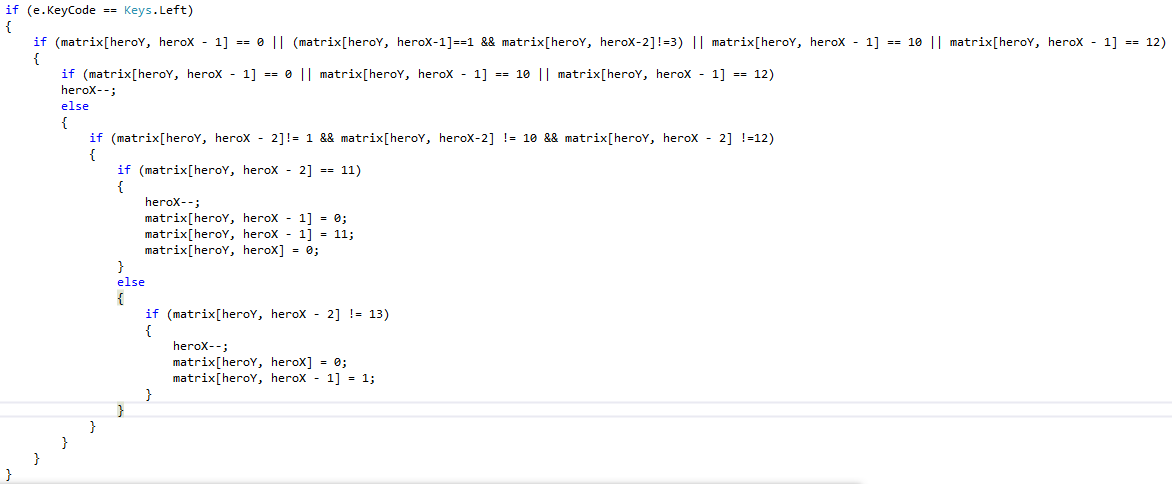 if (e.KeyCode == Keys.Left)
{
    if (matrix[heroY, heroX - 1] == 0 || (matrix[heroY, heroX-1]==1 && matrix[heroY, heroX-2]!=3) || matrix[heroY, heroX - 1] == 10 || matrix[heroY, heroX - 1] == 12)
    {
        if (matrix[heroY, heroX - 1] == 0 || matrix[heroY, heroX - 1] == 10 || matrix[heroY, heroX - 1] == 12)
        heroX--;
        else
        {
            if (matrix[heroY, heroX - 2]!= 1 && matrix[heroY, heroX-2] != 10 && matrix[heroY, heroX - 2] !=12)
            {
                if (matrix[heroY, heroX - 2] == 11)
                {
                    heroX--;
                    matrix[heroY, heroX - 1] = 0;
                    matrix[heroY, heroX - 1] = 11;
                    matrix[heroY, heroX] = 0;
                }
                else
                {
                    if (matrix[heroY, heroX - 2] != 13)
                    {
                        heroX--;
                        matrix[heroY, heroX] = 0;
                        matrix[heroY, heroX - 1] = 1;
                    }
                }
            }
        }
    }
}